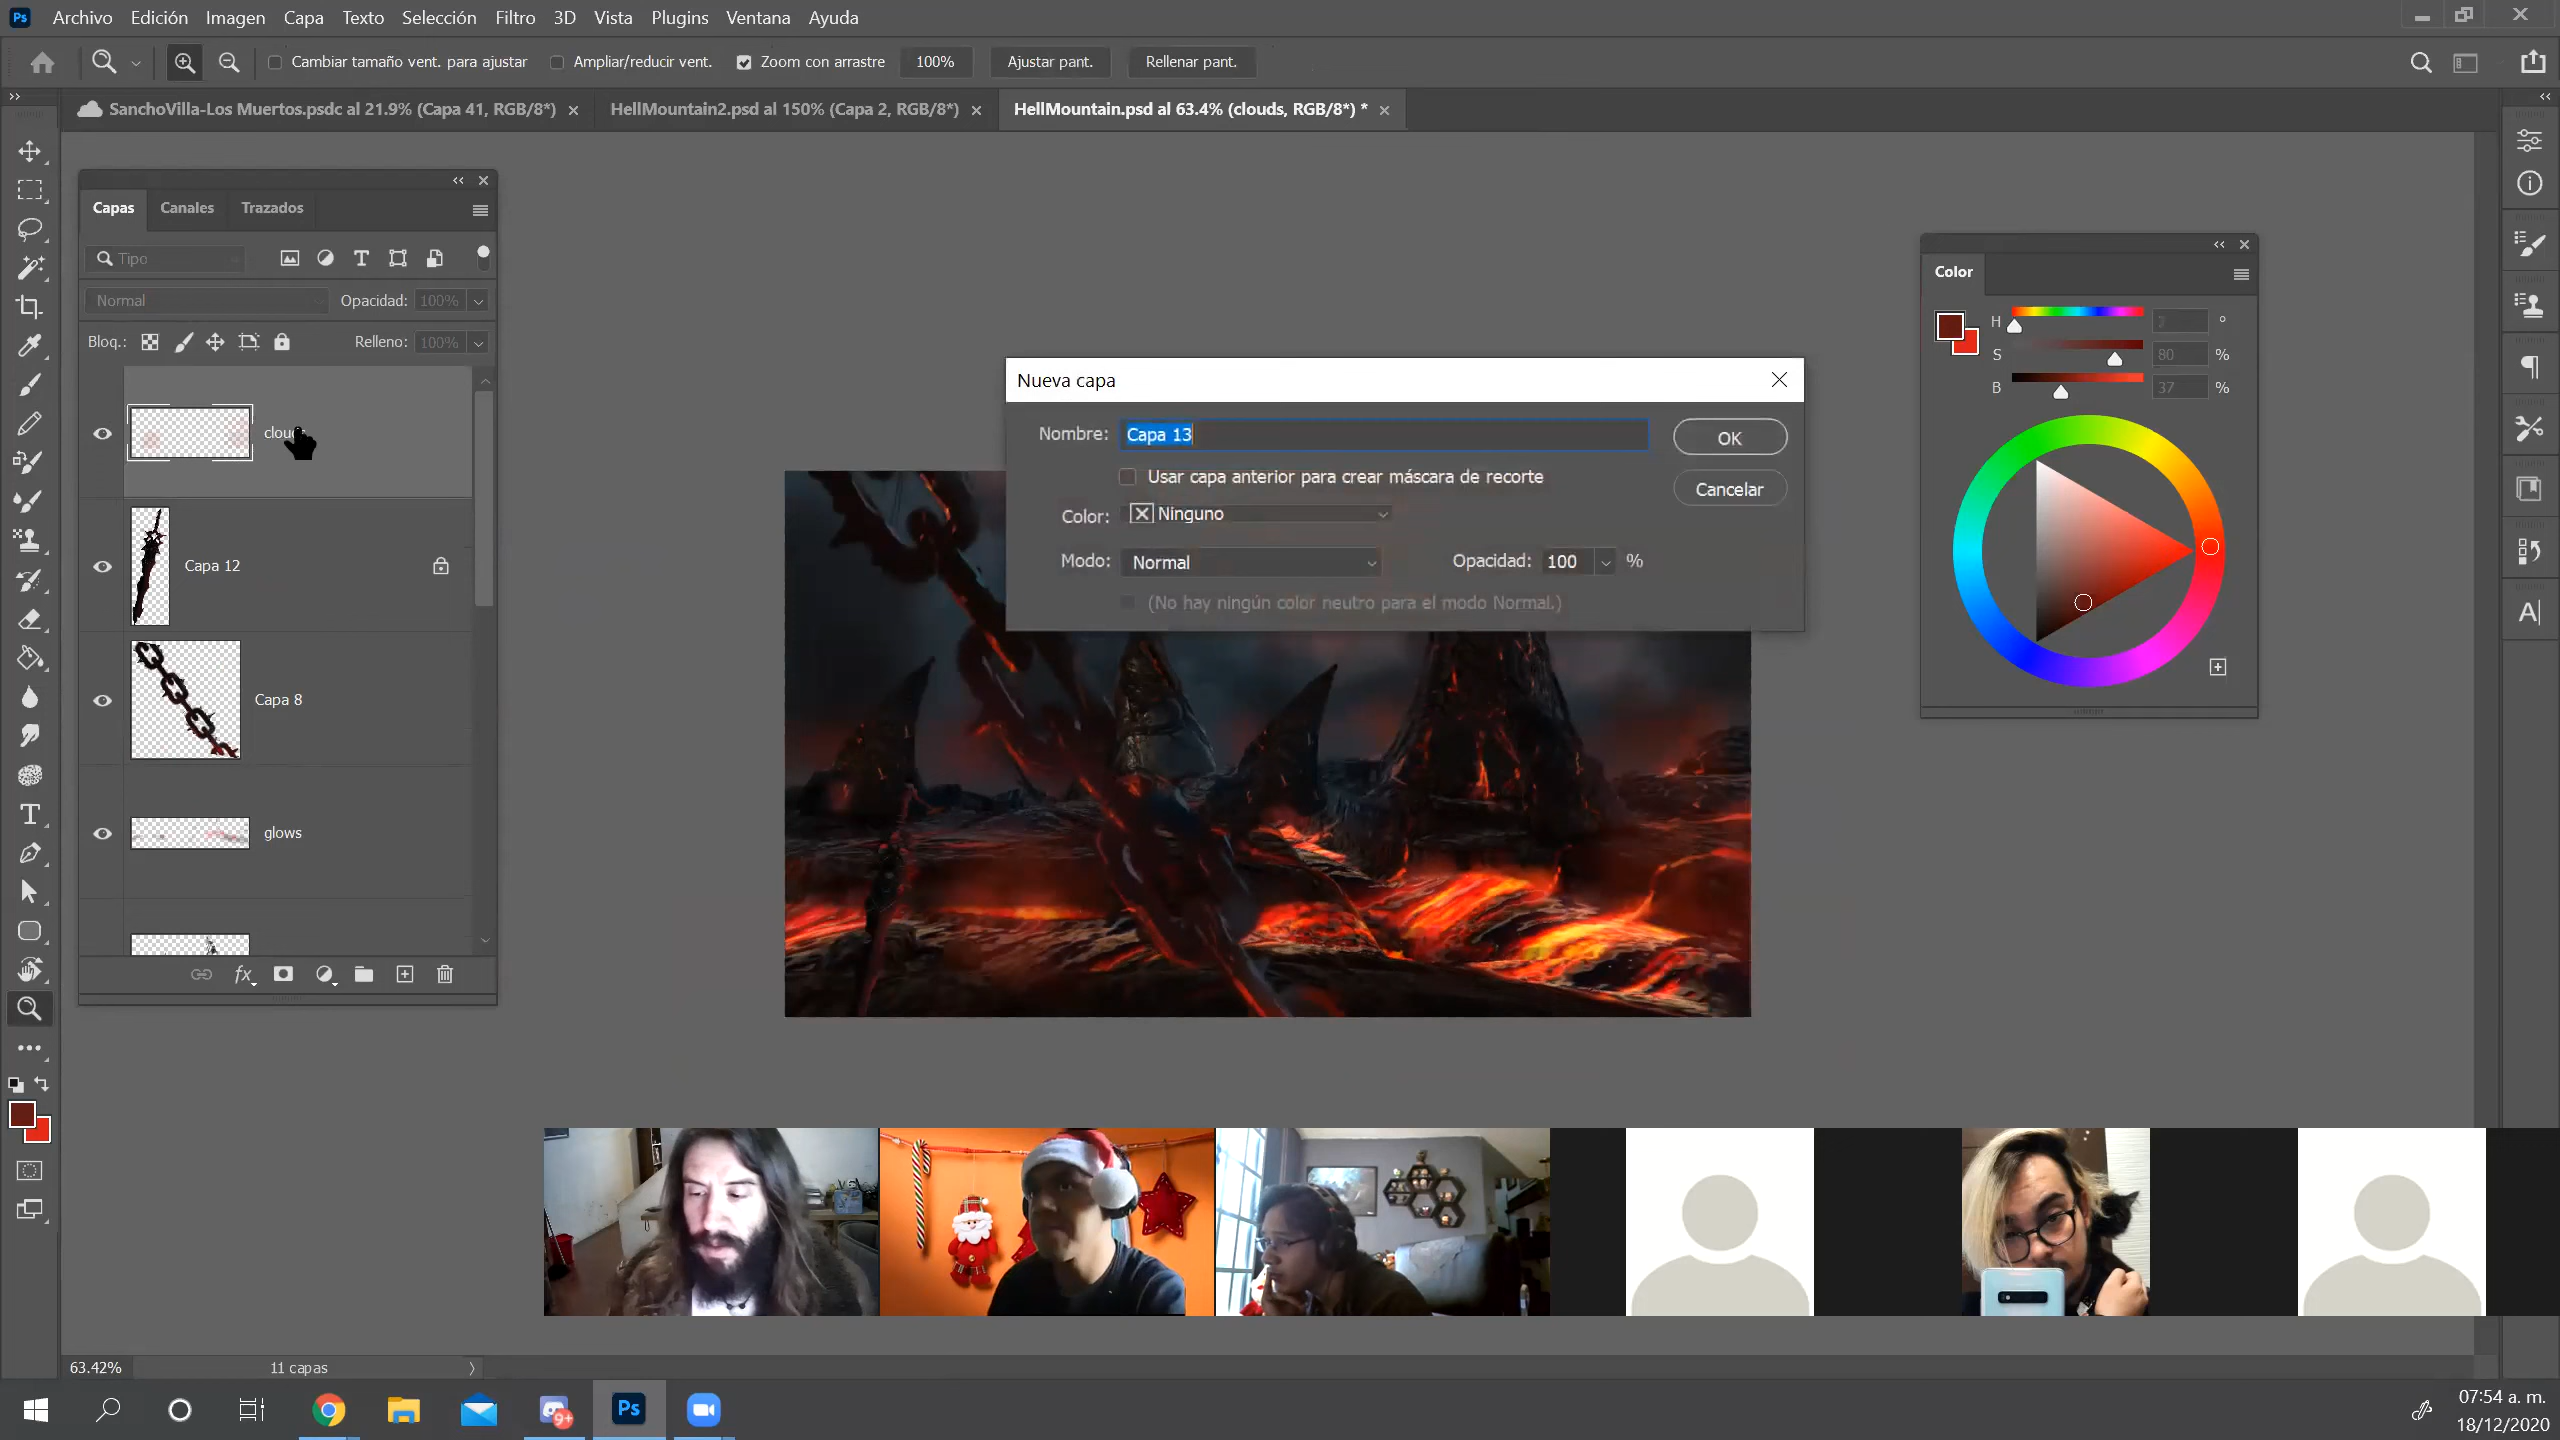 Ps Archivo Edición Imagen Capa Texto Selección Filtro 3D Vista Plugins Ventana Ayuda
Cambiar tamaño vent. para ajustar Ampliar/reducir vent. Zoom con arrastre 100% Ajustar pant. Rellenar pant.
SanchoVilla-Los Muertos.psdc al 21.9% (Capa 41, RGB/8*) HellMountain2.psd al 150% (Capa 2, RGB/8*) HellMountain.psd al 63.4% (clouds, RGB/8*) *
Capas Canales Trazados
Tipo
Normal Opacidad: 100%
Bloq.: Relleno: 100%
Capa 12
Capa 8
glows
Nueva capa
Nombre: Capa 13
OK
Usar capa anterior para crear máscara de recorte
Cancelar
Color: Ninguno
Modo: Normal Opacidad: 100 %
(No hay ningún color neutro para el modo Normal.)
Color
H °
S 80 %
B 37 %
63.42% 11 capas
9+
Ps
07:54 a. m.
18/12/2020